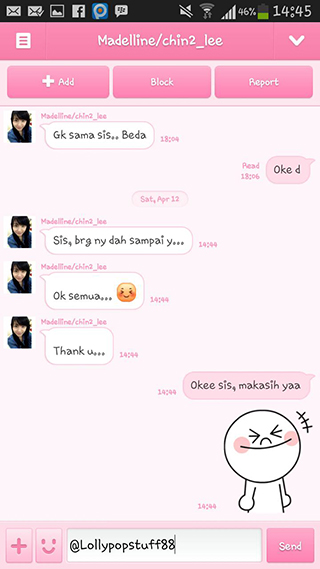 46% 14:45
Madelline/chin2_lee
Add Block Report
Madelline/chin2_lee
Gk sama sis.. Beda
13:04
Read
13:06
Oke d
Sat, Apr 12
Madelline/chin2_lee
Sis, brg ny dah sampai y...
14:44
Madelline/chin2_lee
Ok semua...
14:44
Madelline/chin2_lee
Thank u...
14:44
Okee sis, makasih yaa
14:44
14:44
@Lollypopstuff88
Send